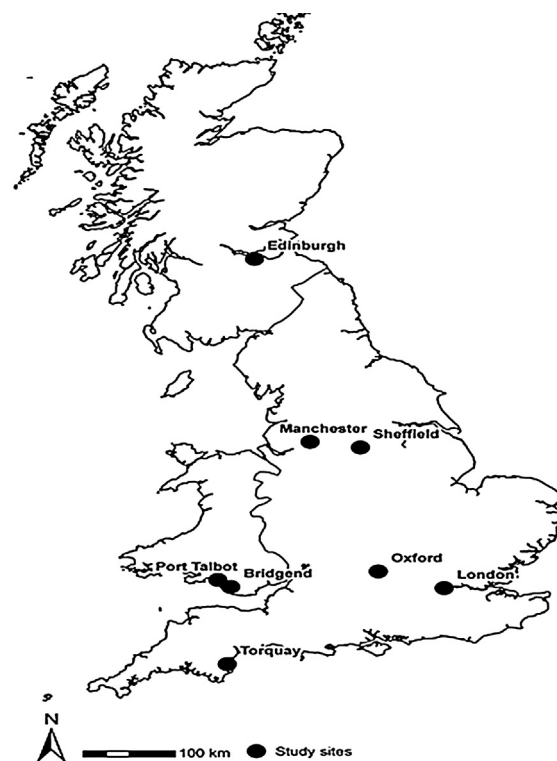 Edinburgh
Manchester
Sheffield
Port Talbot
Bridgend
Oxford
London
Torquay
N
100 km
Study sites